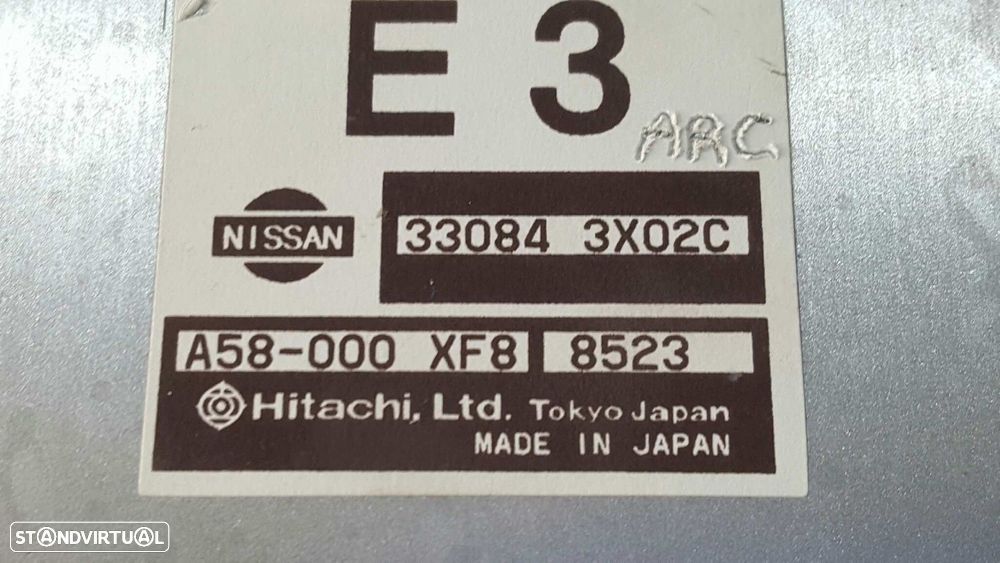 E 3
ARC
NISSAN
33084 3X02C
A58-000 XF8 8523
Hitachi, Ltd. Tokyo Japan
MADE IN JAPAN
STANDVIRTUAL